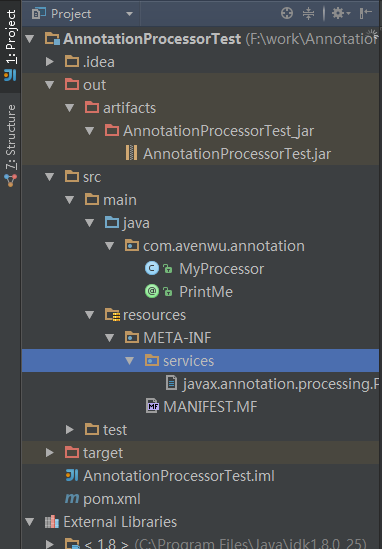 Project
AnnotationProcessorTest (F:\work\Annotation
.idea
out
artifacts
AnnotationProcessorTest_jar
AnnotationProcessorTest.jar
src
main
java
com.avenwu.annotation
MyProcessor
PrintMe
resources
META-INF
services
javax.annotation.processing.P
MANIFEST.MF
test
target
AnnotationProcessorTest.iml
pom.xml
External Libraries
< 1.8 > (C:\Program Files\Java\jdk1.8.0_25)
1: Project
7: Structure